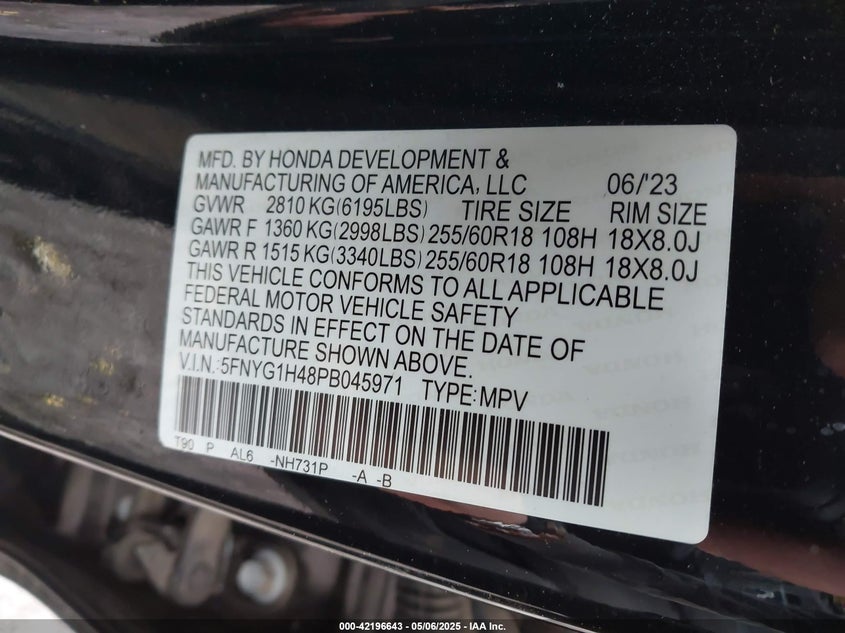 MFD. BY HONDA DEVELOPMENT &
MANUFACTURING OF AMERICA, LLC 06/'23
GVWR 2810 KG(6195LBS) TIRE SIZE RIM SIZE
GAWR F 1360 KG(2998LBS) 255/60R18 108H 18X8.0J
GAWR R 1515 KG(3340LBS) 255/60R18 108H 18X8.0J
THIS VEHICLE CONFORMS TO ALL APPLICABLE
FEDERAL MOTOR VEHICLE SAFETY
STANDARDS IN EFFECT ON THE DATE OF
MANUFACTURE SHOWN ABOVE.
V.I.N.: 5FNYG1H48PB045971 TYPE: MPV
T90 P AL6 -NH731P -A -B
000-42196643 - 05/06/2025 - IAA Inc.